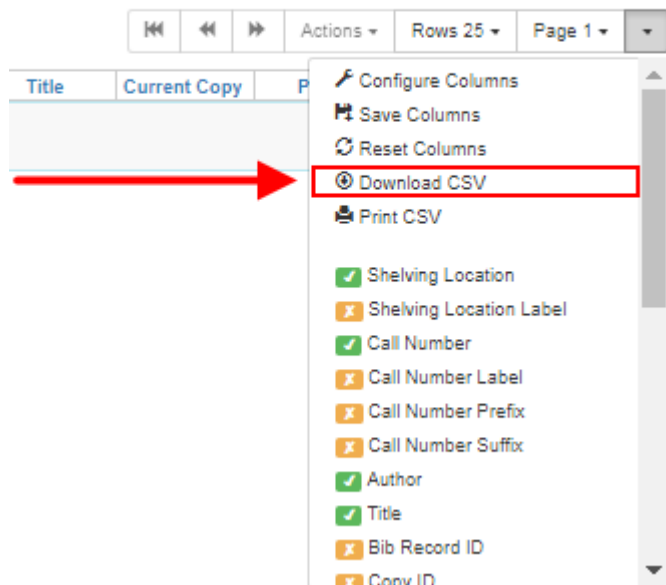 Actions Rows 25 Page 1
Title Current Copy P
Configure Columns
Save Columns
Reset Columns
Download CSV
Print CSV
Shelving Location
Shelving Location Label
Call Number
Call Number Label
Call Number Prefix
Call Number Suffix
Author
Title
Bib Record ID
Copy ID